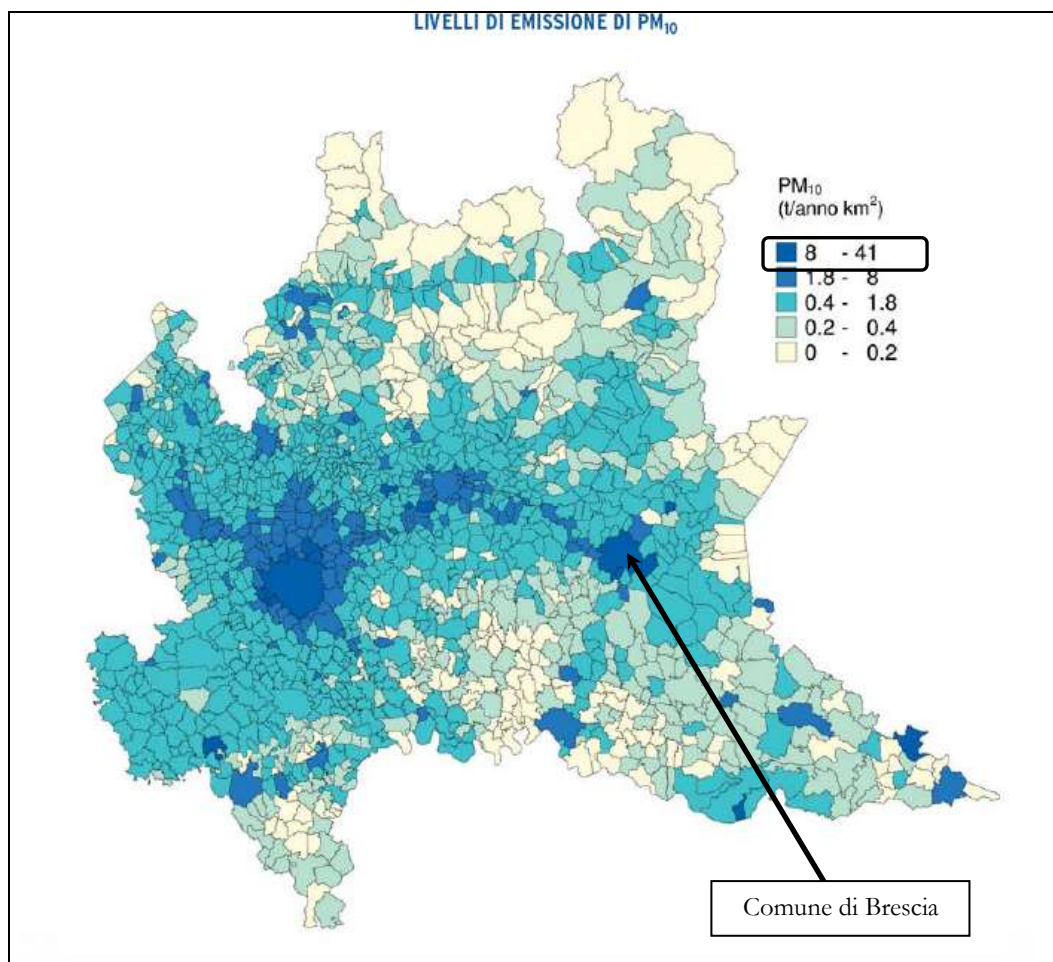 LIVELLI DI EMISSIONE DI PM₁₀
PM₁₀
(t/anno km²)
8 - 41
1.8 - 8
0.4 - 1.8
0.2 - 0.4
0 - 0.2
Comune di Brescia